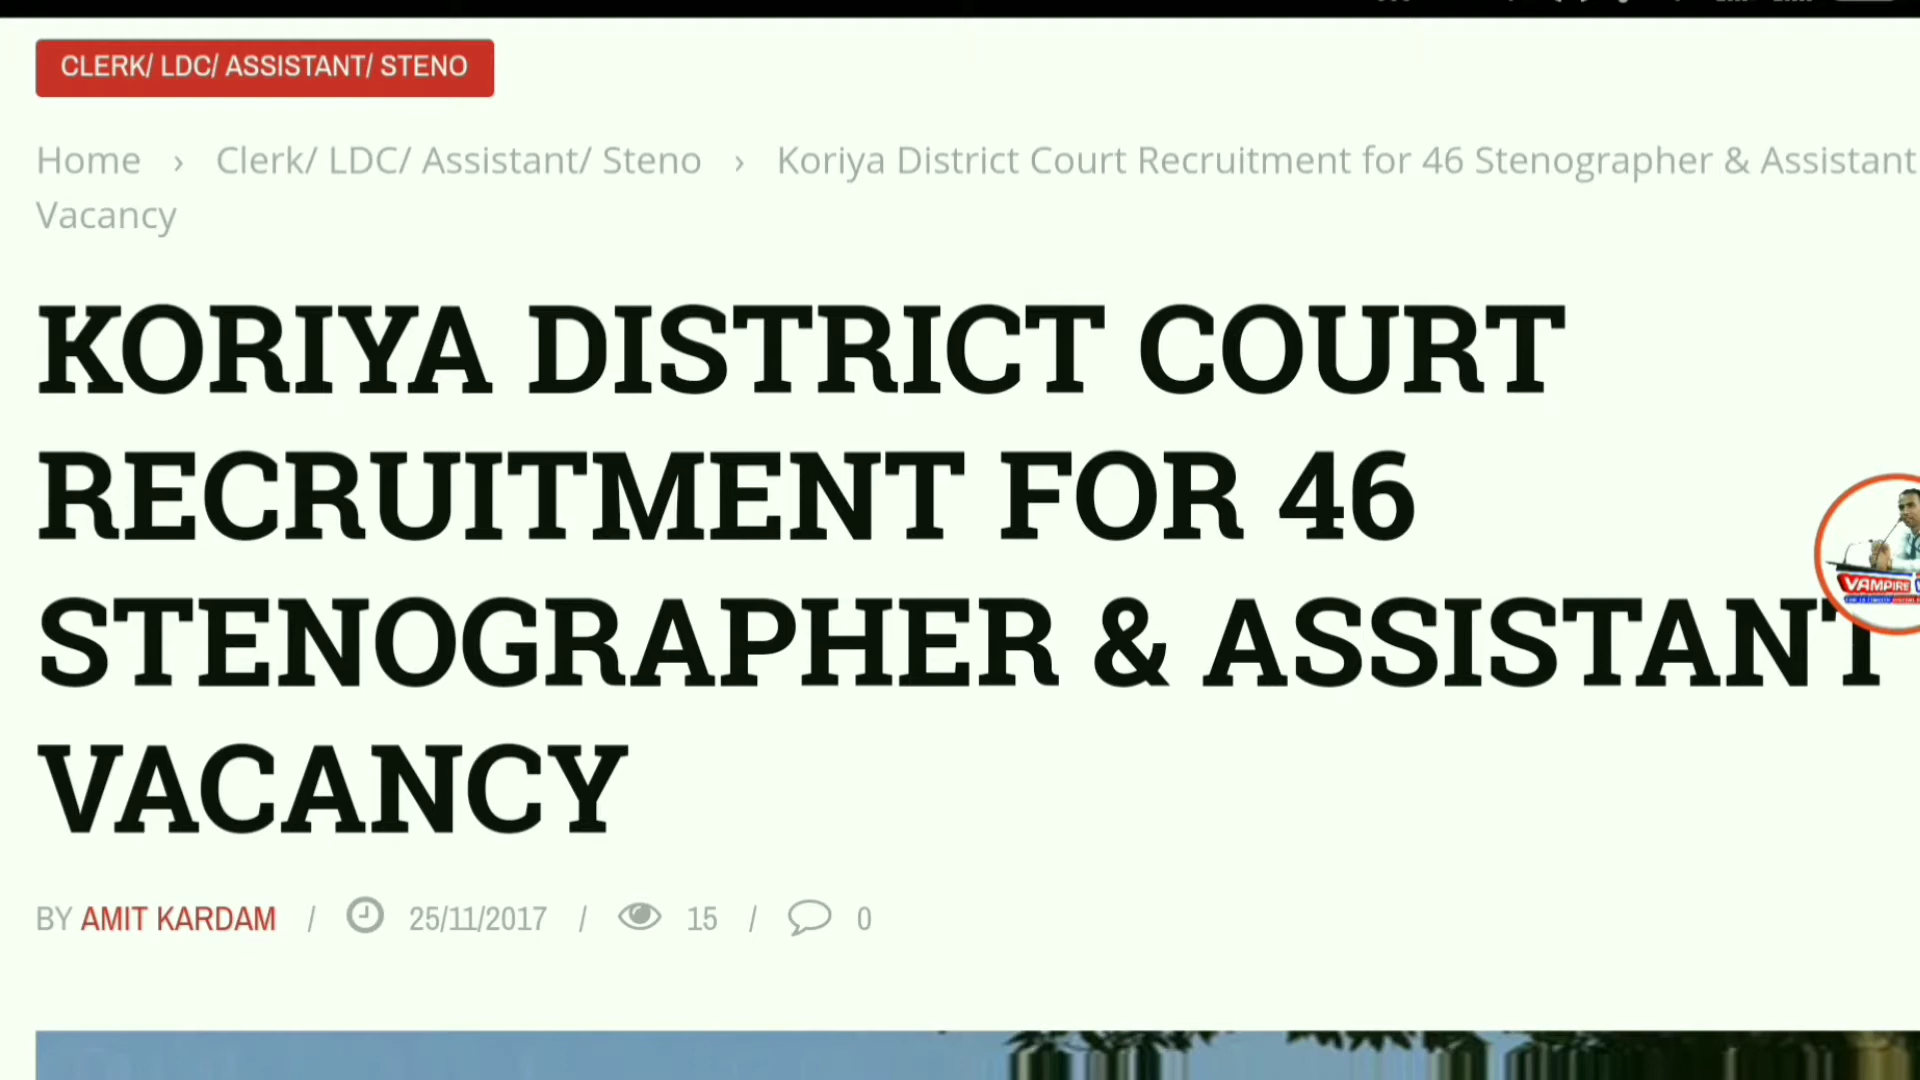 CLERK/ LDC/ ASSISTANT/ STENO
Home › Clerk/ LDC/ Assistant/ Steno › Koriya District Court Recruitment for 46 Stenographer & Assistant
Vacancy
KORIYA DISTRICT COURT
RECRUITMENT FOR 46
STENOGRAPHER & ASSISTANT
VACANCY
BY AMIT KARDAM / 25/11/2017 / 15 / 0
VAMPIRE